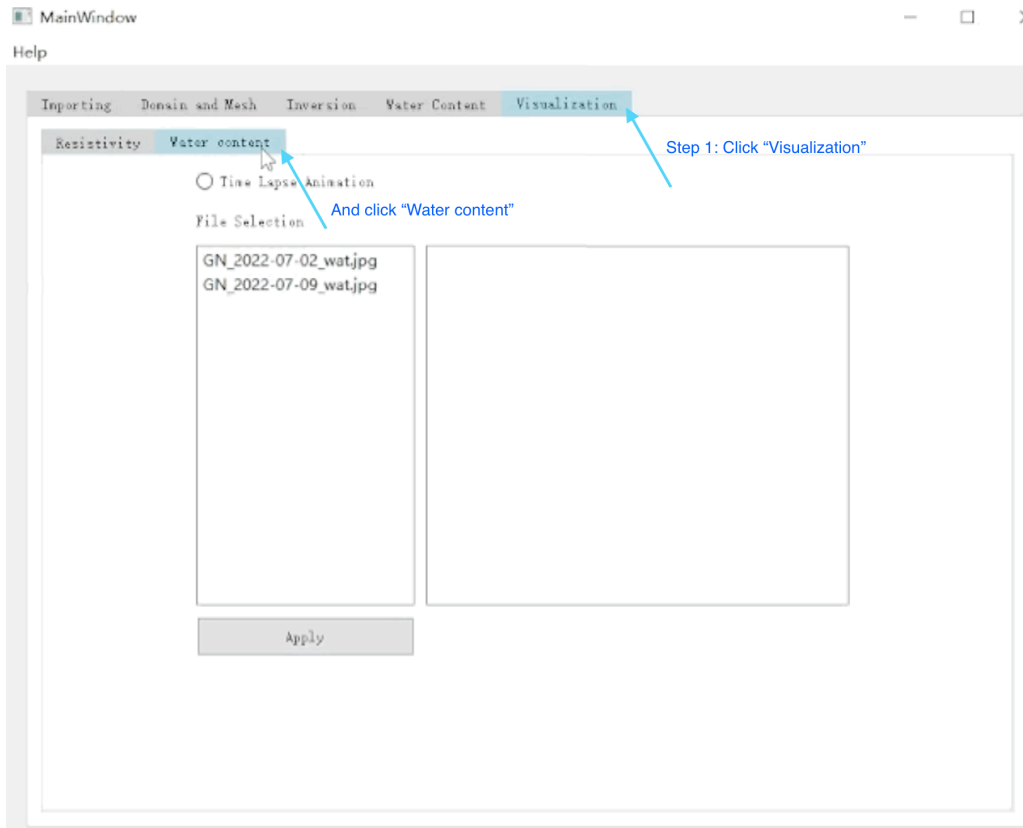 MainWindow
Help
Importing Domain and Mesh Inversion Water Content Visualization
Resistivity Water content
Step 1: Click “Visualization”
Time Lapse Animation
And click “Water content”
File Selection
GN_2022-07-02_wat.jpg
GN_2022-07-09_wat.jpg
Apply